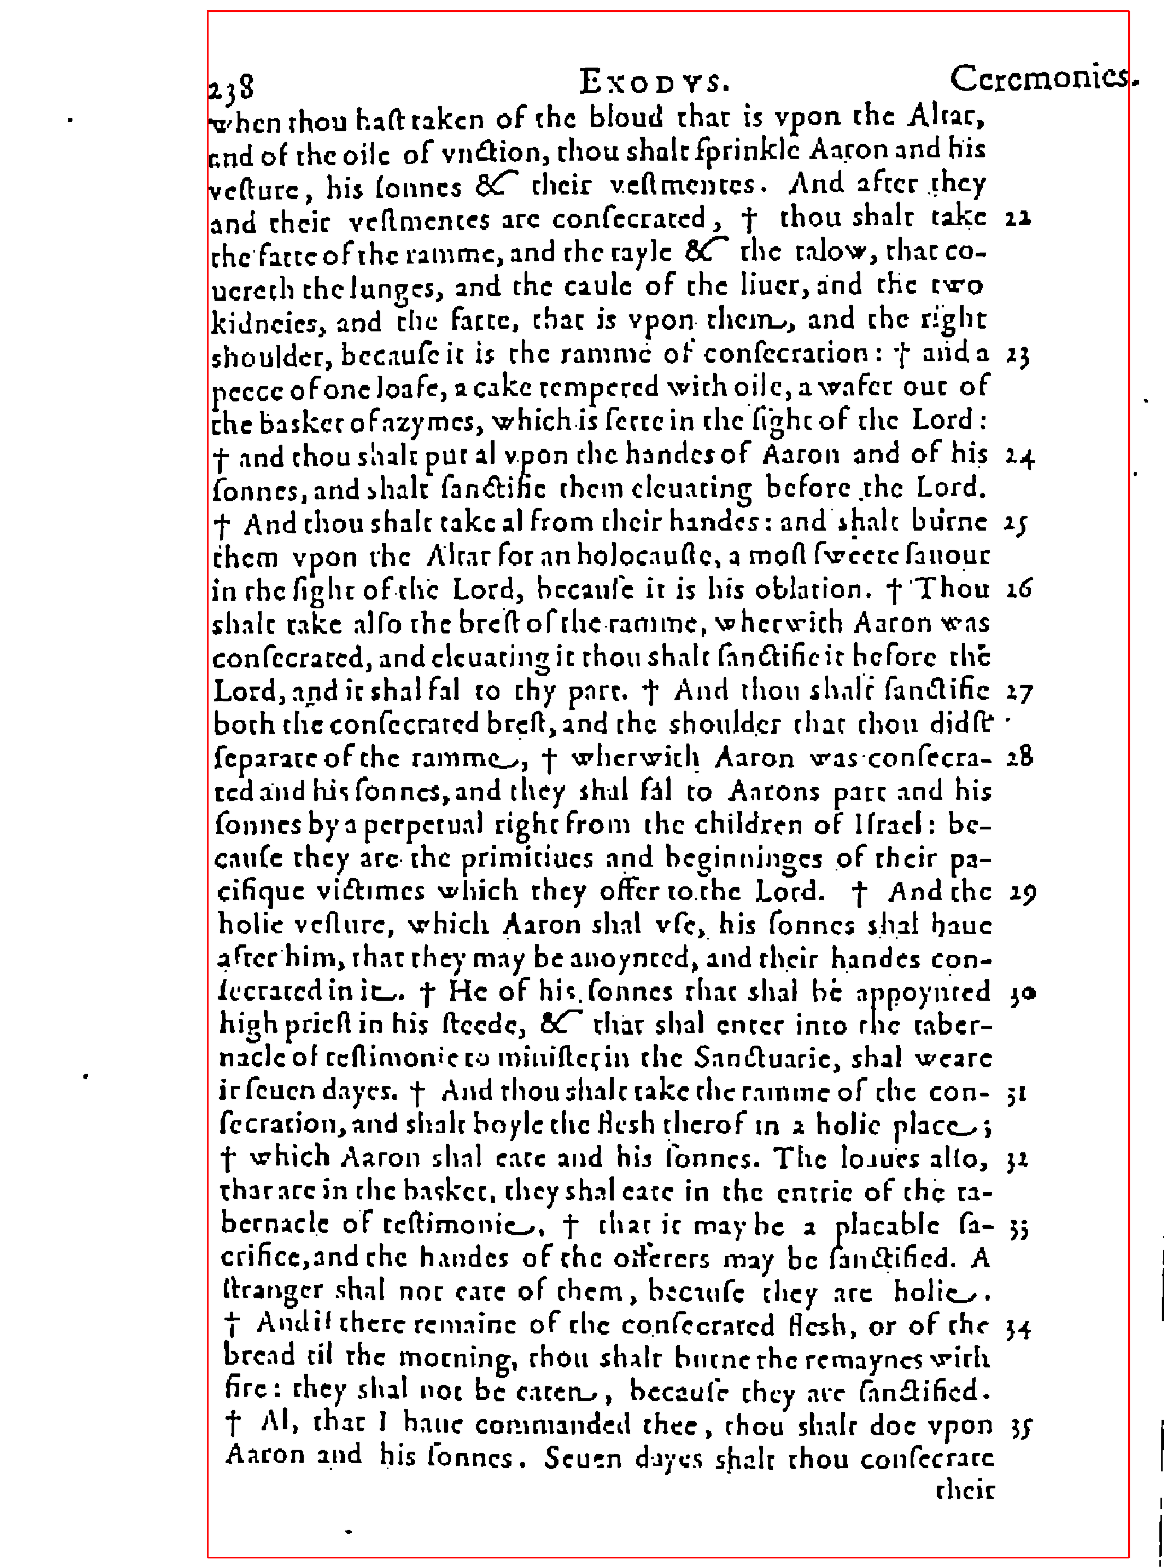 238 EXODVS. Ceremonies.
when thou haſt taken of the bloud that is vpon the Altar,
and of the oile of vnction, thou shalt ſprinkle Aaron and his
veſture, his ſonnes & their veſtmentes. And after they
and their veſtmentes are conſecrated, † thou shalt take 22
the fatte of the ramme, and the tayle & the talow, that co-
uereth the lunges, and the caule of the liuer, and the two
kidneies, and the fatte, that is vpon them, and the right
shoulder, becauſe it is the ramme of conſecration: † and a 23
peece of one loafe, a cake tempered with oile, a wafer out of
the basket of azymes, which is ſette in the ſight of the Lord:
† and thou shalt put al vpon the handes of Aaron and of his 24
ſonnes, and shalt ſanctifie them eleuating before the Lord.
† And thou shalt take al from their handes: and shalt burne 25
them vpon the Altar for an holocauſte, a moſt ſweete ſauour
in the ſight of the Lord, becauſe it is his oblation. † Thou 26
shalt take alſo the breſt of the ramme, wherwith Aaron was
conſecrated, and eleuating it thou shalt ſanctifie it before the
Lord, and it shal fal to thy part. † And thou shalt ſanctifie 27
both the conſecrated breſt, and the shoulder that thou didſt
ſeparate of the ramme, † wherwith Aaron was conſecra- 28
ted and his ſonnes, and they shal fal to Aarons part and his
ſonnes by a perpetual right from the children of Iſrael: be-
cauſe they are the primitiues and beginninges of their pa-
cifique victimes which they offer to the Lord. † And the 29
holie veſture, which Aaron shal vſe, his ſonnes shal haue
after him, that they may be anoynted, and their handes con-
ſecrated in it. † He of his ſonnes that shal be appoynted 30
high prieſt in his ſteede, & that shal enter into the taber-
nacle of teſtimonie to miniſter in the Sanctuarie, shal weare
it ſeuen dayes. † And thou shalt take the ramme of the con- 31
ſecration, and shalt boyle the flesh therof in a holie place;
† which Aaron shal eate and his ſonnes. The loaues alſo, 32
that are in the basket, they shal eate in the entrie of the ta-
bernacle of teſtimonie, † that it may be a placable ſa- 33
crifice, and the handes of the offerers may be ſanctified. A
ſtranger shal not eate of them, becauſe they are holie.
† And if there remaine of the conſecrated flesh, or of the 34
bread til the morning, thou shalt burne the remaynes with
fire: they shal not be eaten, becauſe they are ſanctified.
† Al, that I haue commanded thee, thou shalt doe vpon 35
Aaron and his ſonnes. Seuen dayes shalt thou conſecrate
their